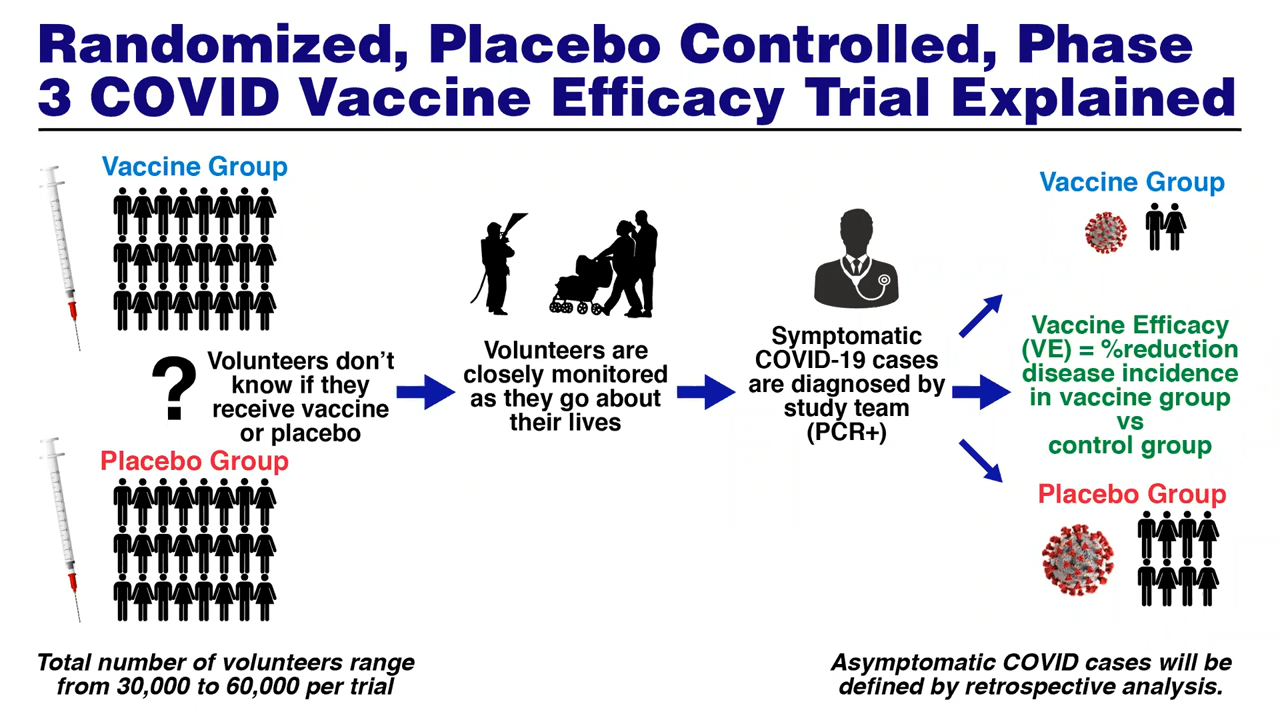 Randomized, Placebo Controlled, Phase
3 COVID Vaccine Efficacy Trial Explained
Vaccine Group
?
Volunteers don't
know if they
receive vaccine
or placebo
Placebo Group
Total number of volunteers range
from 30,000 to 60,000 per trial
Volunteers are
closely monitored
as they go about
their lives
Symptomatic
COVID-19 cases
are diagnosed by
study team
(PCR+)
Vaccine Group
Vaccine Efficacy
(VE) = %reduction
disease incidence
in vaccine group
vs
control group
Placebo Group
Asymptomatic COVID cases will be
defined by retrospective analysis.